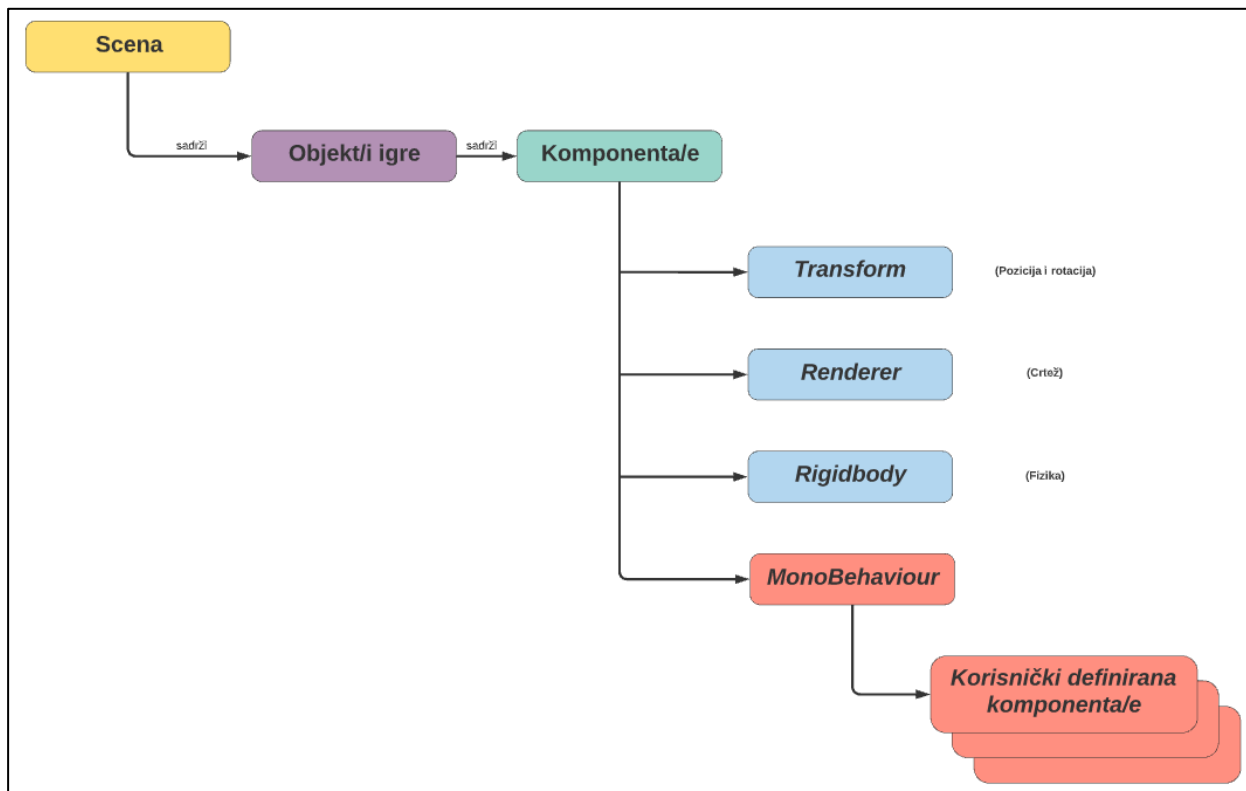 Scena
sadrži
Objekt/i igre
sadrži
Komponenta/e
Transform
(Pozicija i rotacija)
Renderer
(Crtež)
Rigidbody
(Fizika)
MonoBehaviour
Korisnički definirana
komponenta/e